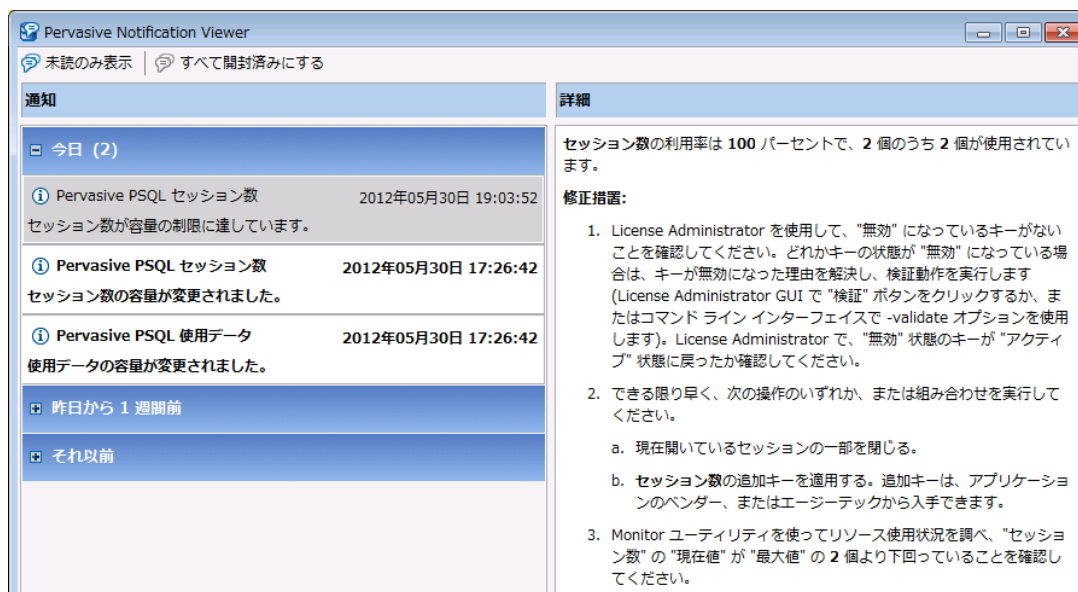 Pervasive Notification Viewer
未読のみ表示 すべて開封済みにする
通知
今日 (2)
Pervasive PSQL セッション数 2012年05月30日 19:03:52
セッション数が容量の制限に達しています。
Pervasive PSQL セッション数 2012年05月30日 17:26:42
セッション数の容量が変更されました。
Pervasive PSQL 使用データ 2012年05月30日 17:26:42
使用データの容量が変更されました。
昨日から 1 週間前
それ以前
詳細
セッション数の利用率は 100 パーセントで、2 個のうち 2 個が使用されてい
ます。
修正措置:
1. License Administrator を使用して、"無効" になっているキーがない
ことを確認してください。どれかキーの状態が "無効" になっている場
合は、キーが無効になった理由を解決し、検証動作を実行します
(License Administrator GUI で "検証" ボタンをクリックするか、ま
たはコマンド ライン インターフェイスで -validate オプションを使用
します)。License Administrator で、"無効" 状態のキーが "アクティ
ブ" 状態に戻ったか確認してください。
2. できる限り早く、次の操作のいずれか、または組み合わせを実行して
ください。
a. 現在開いているセッションの一部を閉じる。
b. セッション数の追加キーを適用する。追加キーは、アプリケーショ
ンのベンダー、またはエージーテックから入手できます。
3. Monitor ユーティリティを使ってリソース使用状況を調べ、"セッショ
ン数" の "現在値" が "最大値" の 2 個より下回っていることを確認し
てください。